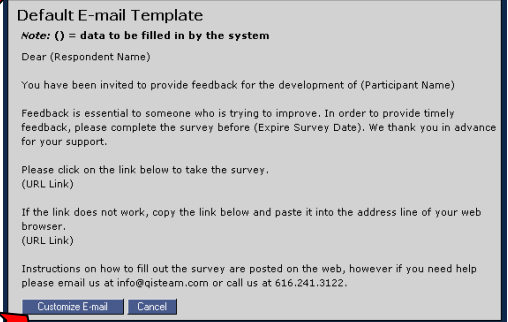 Default E-mail Template
Note: () = data to be filled in by the system
Dear (Respondent Name)
You have been invited to provide feedback for the development of (Participant Name)
Feedback is essential to someone who is trying to improve. In order to provide timely
feedback, please complete the survey before (Expire Survey Date). We thank you in advance
for your support.
Please click on the link below to take the survey.
(URL Link)
If the link does not work, copy the link below and paste it into the address line of your web
browser.
(URL Link)
Instructions on how to fill out the survey are posted on the web, however if you need help
please email us at info@qisteam.com or call us at 616.241.3122.
Customize E-mail Cancel